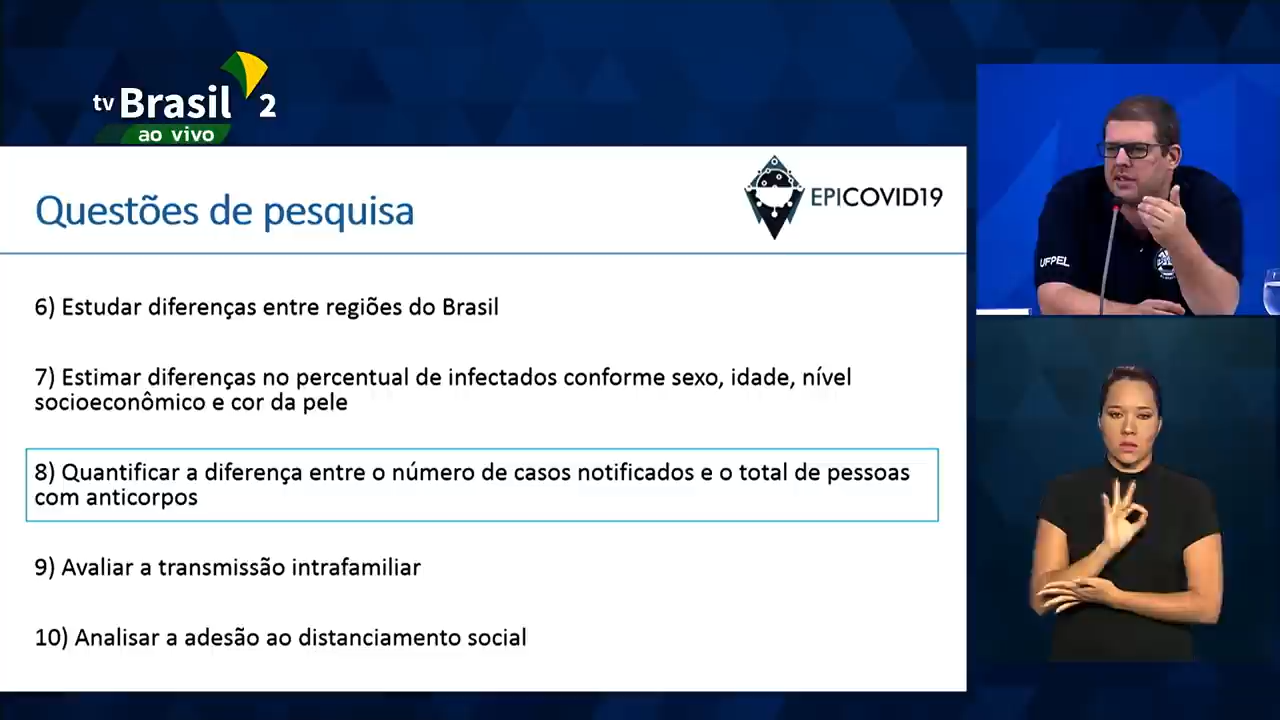 tv Brasil 2
ao vivo
Questões de pesquisa
EPICOVID19
6) Estudar diferenças entre regiões do Brasil
7) Estimar diferenças no percentual de infectados conforme sexo, idade, nível
socioeconômico e cor da pele
8) Quantificar a diferença entre o número de casos notificados e o total de pessoas
com anticorpos
9) Avaliar a transmissão intrafamiliar
10) Analisar a adesão ao distanciamento social
UFPEL